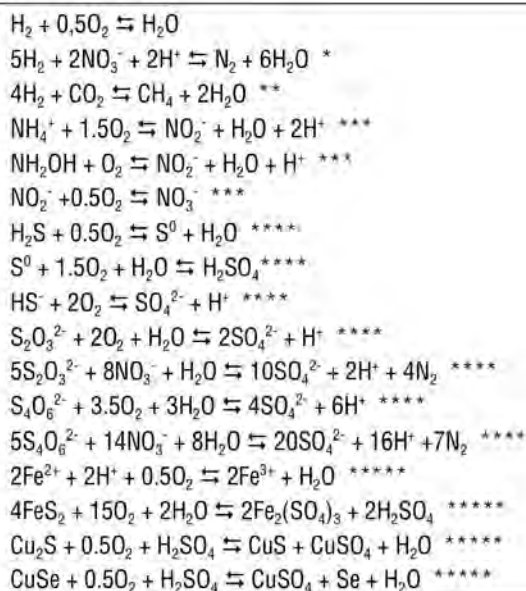 H₂ + 0,5O₂ ⇆ H₂O
5H₂ + 2NO₃⁻ + 2H⁺ ⇆ N₂ + 6H₂O *
4H₂ + CO₂ ⇆ CH₄ + 2H₂O **
NH₄⁺ + 1.5O₂ ⇆ NO₂⁻ + H₂O + 2H⁺ ***
NH₂OH + O₂ ⇆ NO₂⁻ + H₂O + H⁺ ***
NO₂⁻ +0.5O₂ ⇆ NO₃⁻ ***
H₂S + 0.5O₂ ⇆ S⁰ + H₂O ****
S⁰ + 1.5O₂ + H₂O ⇆ H₂SO₄****
HS⁻ + 2O₂ ⇆ SO₄²⁻ + H⁺ ****
S₂O₃²⁻ + 2O₂ + H₂O ⇆ 2SO₄²⁻ + H⁺ ****
5S₂O₃²⁻ + 8NO₃⁻ + H₂O ⇆ 10SO₄²⁻ + 2H⁺ + 4N₂ ****
S₄O₆²⁻ + 3.5O₂ + 3H₂O ⇆ 4SO₄²⁻ + 6H⁺ ****
5S₄O₆²⁻ + 14NO₃⁻ + 8H₂O ⇆ 20SO₄²⁻ + 16H⁺ +7N₂ ****
2Fe²⁺ + 2H⁺ + 0.5O₂ ⇆ 2Fe³⁺ + H₂O *****
4FeS₂ + 15O₂ + 2H₂O ⇆ 2Fe₂(SO₄)₃ + 2H₂SO₄ *****
Cu₂S + 0.5O₂ + H₂SO₄ ⇆ CuS + CuSO₄ + H₂O *****
CuSe + 0.5O₂ + H₂SO₄ ⇆ CuSO₄ + Se + H₂O *****